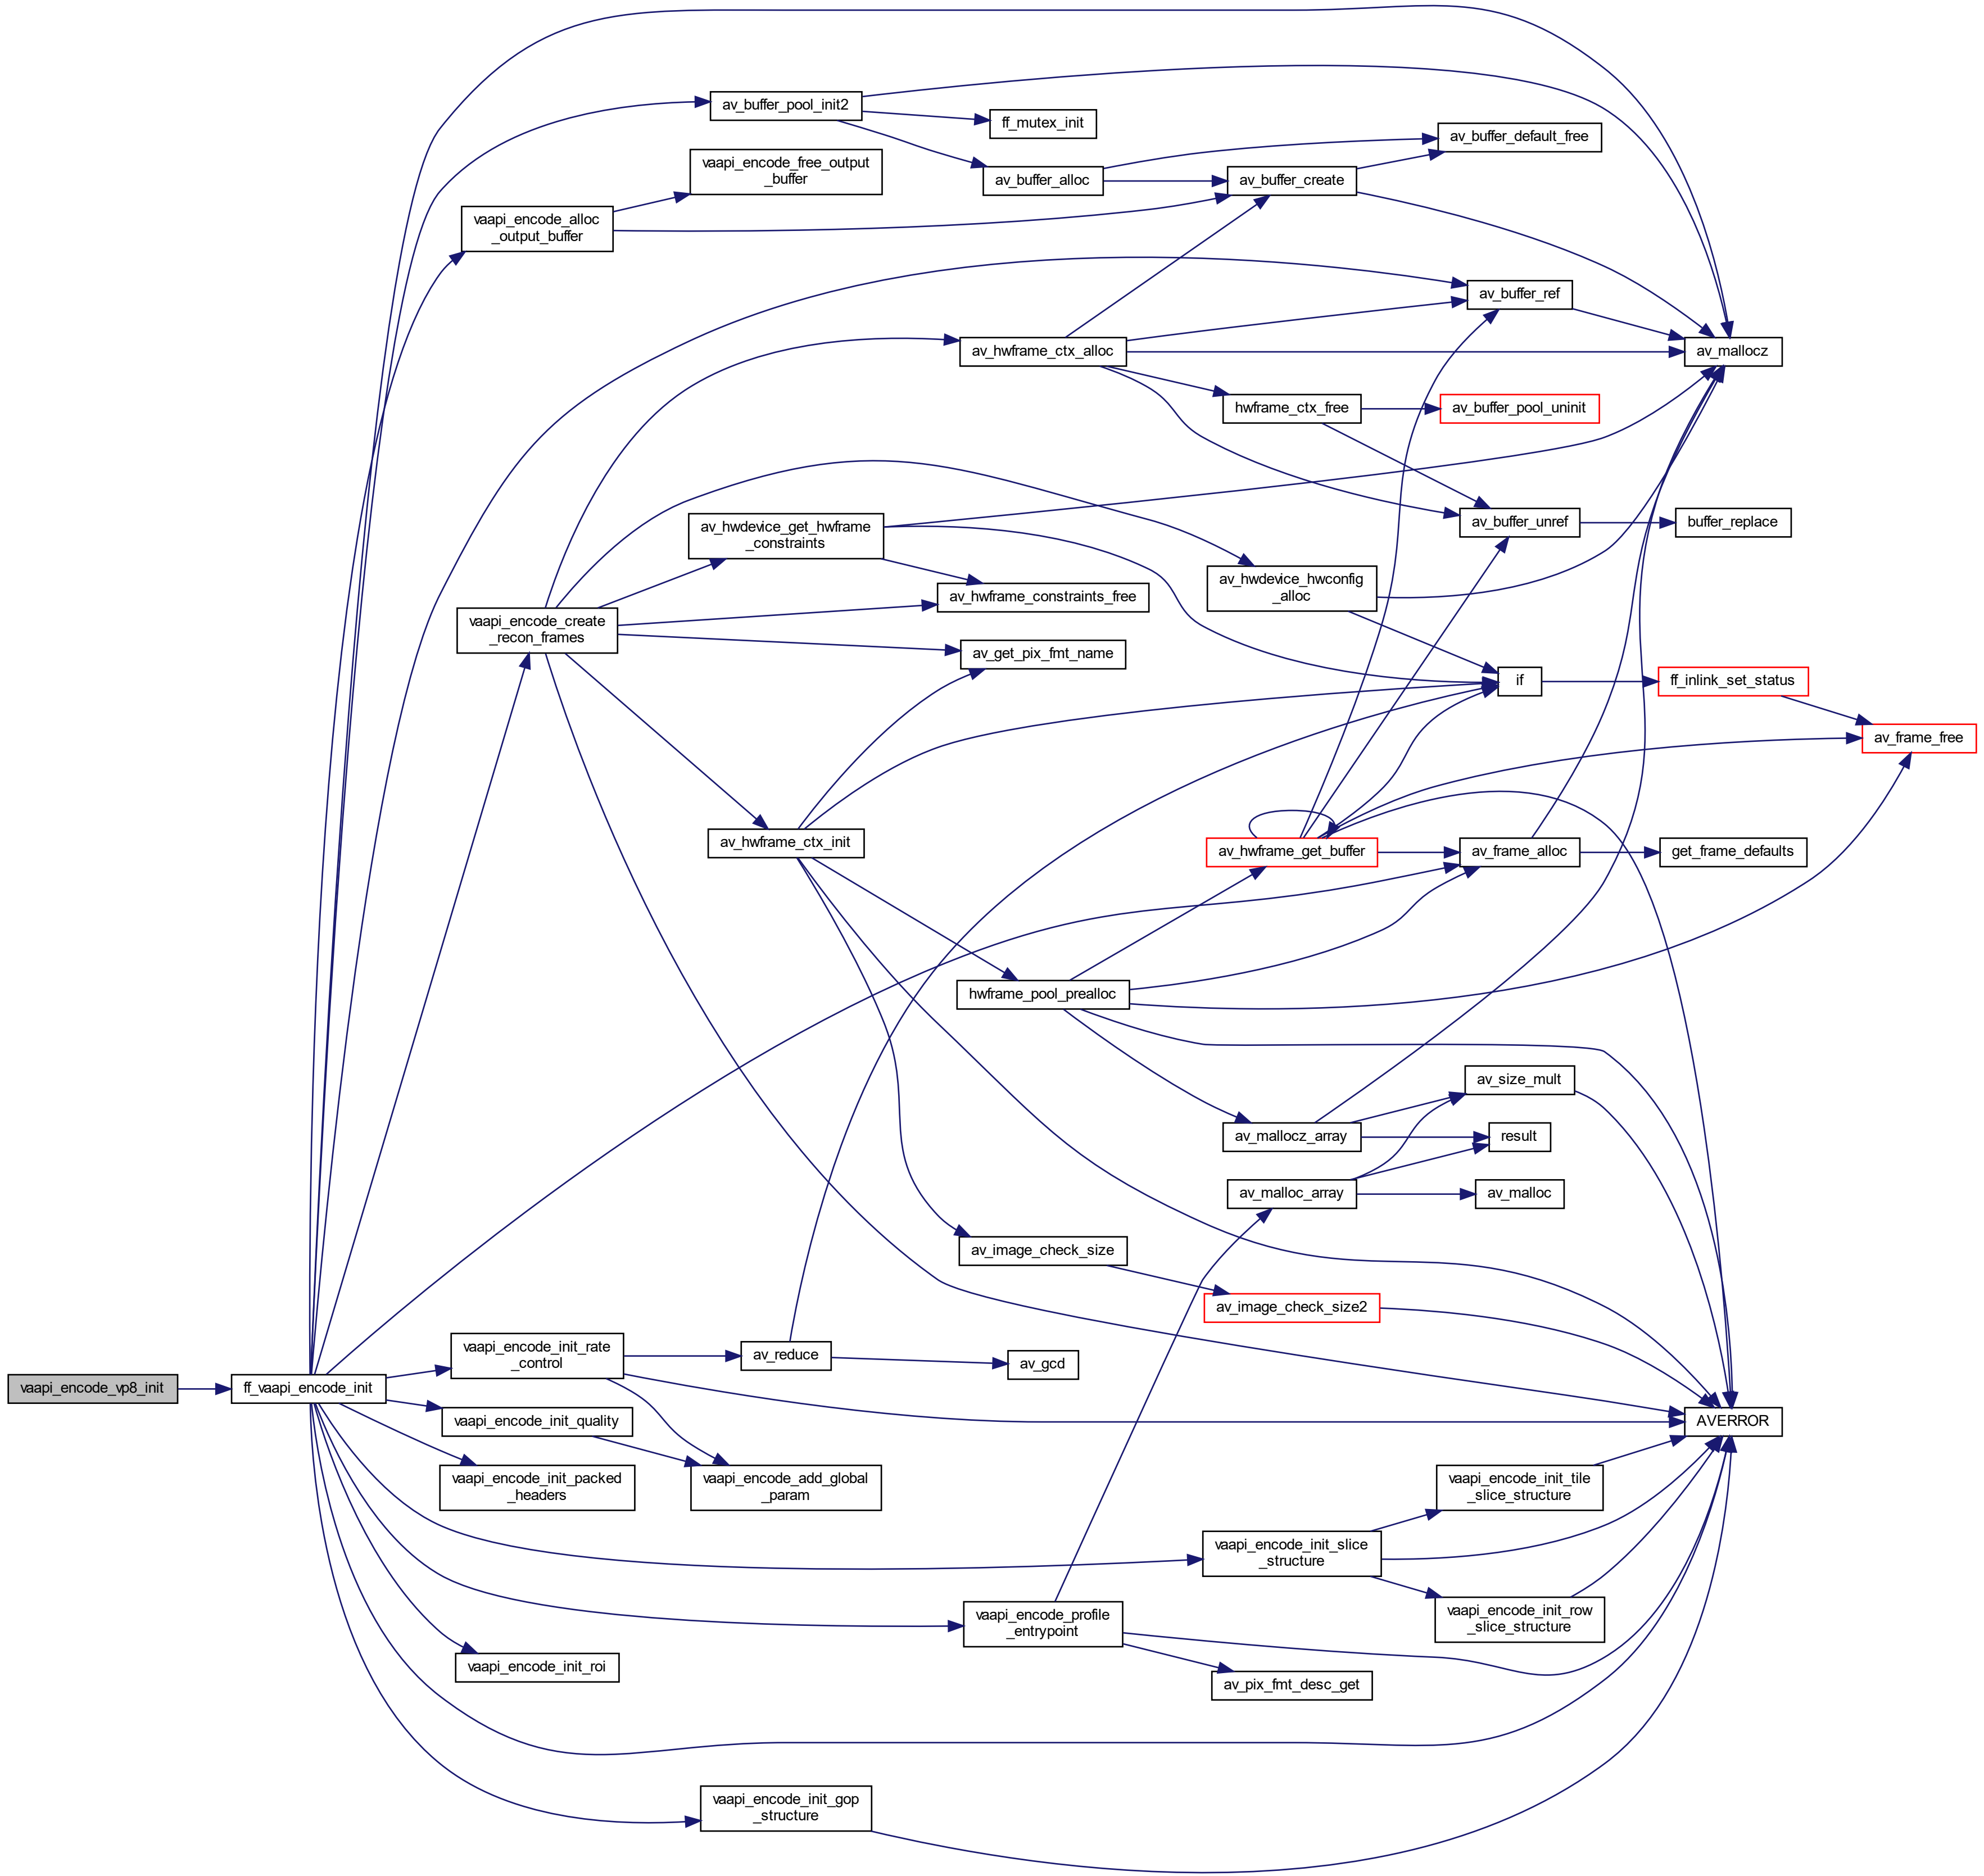 av_buffer_pool_init2
ff_mutex_init
av_buffer_default_free
vaapi_encode_free_output
_buffer
av_buffer_alloc
av_buffer_create
vaapi_encode_alloc
_output_buffer
av_buffer_ref
av_hwframe_ctx_alloc
av_mallocz
hwframe_ctx_free
av_buffer_pool_uninit
av_hwdevice_get_hwframe
_constraints
av_buffer_unref
buffer_replace
av_hwdevice_hwconfig
_alloc
av_hwframe_constraints_free
vaapi_encode_create
_recon_frames
av_get_pix_fmt_name
if
ff_inlink_set_status
av_frame_free
av_hwframe_ctx_init
av_hwframe_get_buffer
av_frame_alloc
get_frame_defaults
hwframe_pool_prealloc
av_size_mult
av_mallocz_array
result
av_malloc_array
av_malloc
av_image_check_size
av_image_check_size2
vaapi_encode_init_rate
_control
av_reduce
av_gcd
vaapi_encode_vp8_init
ff_vaapi_encode_init
vaapi_encode_init_quality
AVERROR
vaapi_encode_init_packed
_headers
vaapi_encode_add_global
_param
vaapi_encode_init_tile
_slice_structure
vaapi_encode_init_slice
_structure
vaapi_encode_profile
_entrypoint
vaapi_encode_init_row
_slice_structure
vaapi_encode_init_roi
av_pix_fmt_desc_get
vaapi_encode_init_gop
_structure